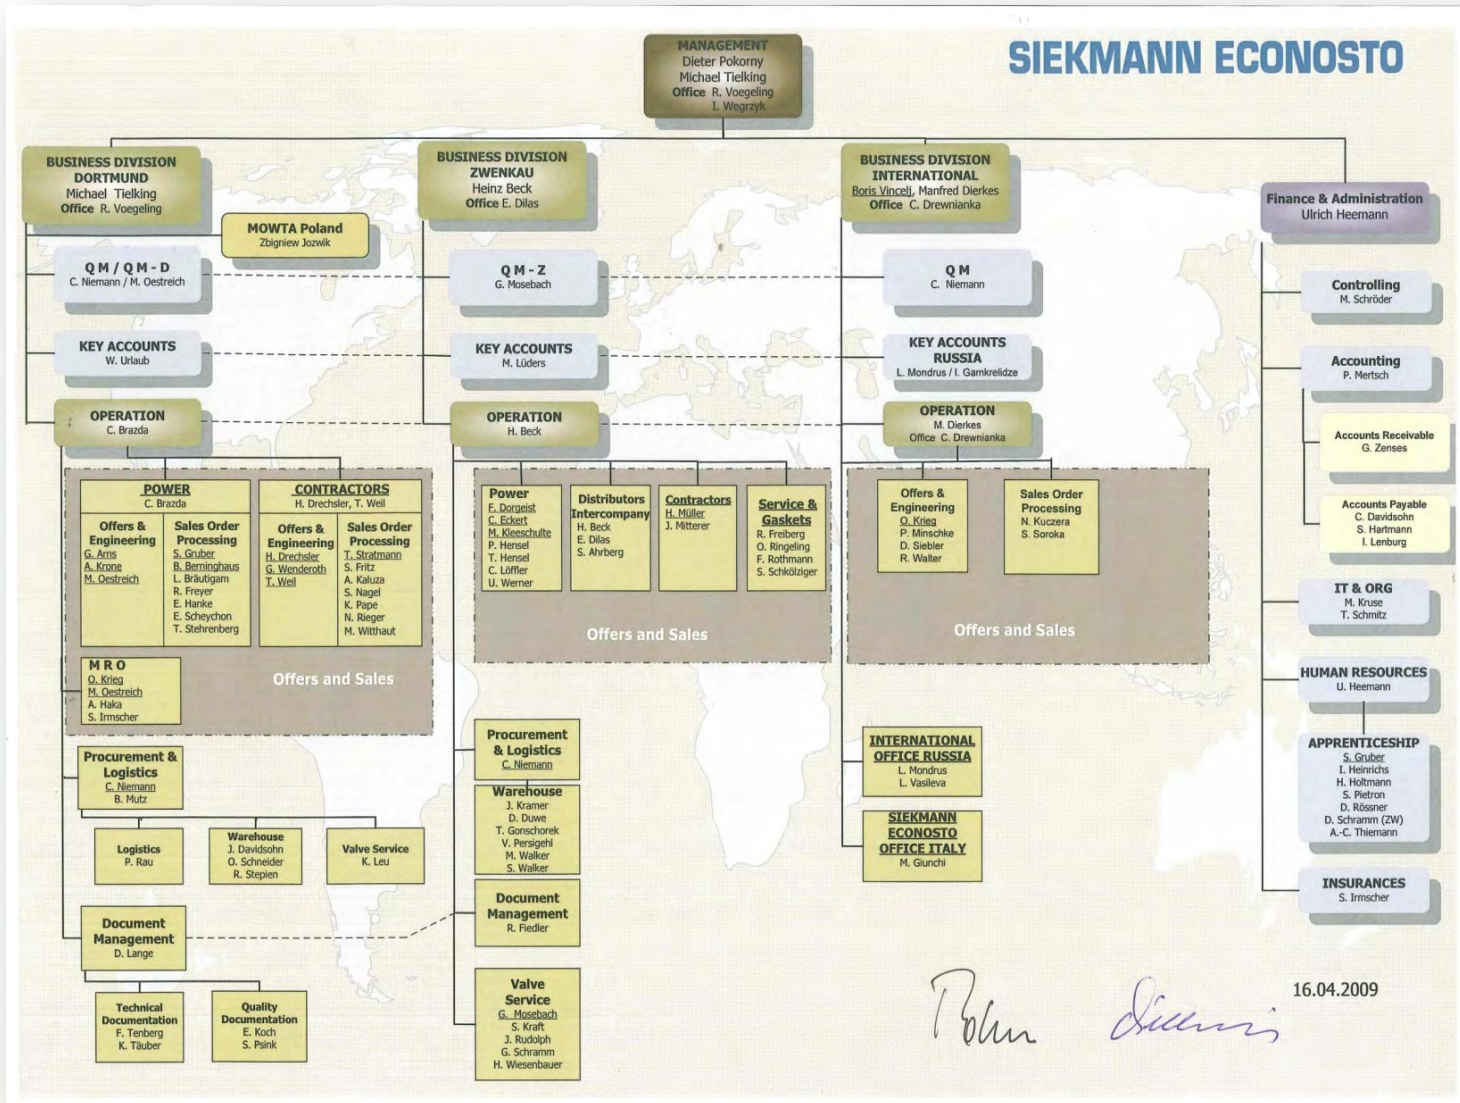 SIEKMANN ECONOSTO
MANAGEMENT
Dieter Pokorny
Michael Tielking
Office R. Voegeling
I. Wegrzyk
BUSINESS DIVISION
DORTMUND
Michael Tielking
Office R. Voegeling
MOWTA Poland
Zbigniew Jozwik
Q M / Q M - D
C. Niemann / M. Oestreich
KEY ACCOUNTS
W. Urlaub
OPERATION
C. Brazda
POWER
C. Brazda
Offers &
Engineering
G. Arns
A. Krone
M. Oestreich
Sales Order
Processing
S. Gruber
B. Berninghaus
L. Bräutigam
R. Freyer
E. Hanke
E. Scheychon
T. Stehrenberg
CONTRACTORS
H. Drechsler, T. Weil
Offers &
Engineering
H. Drechsler
G. Wenderoth
T. Weil
Sales Order
Processing
T. Stratmann
S. Fritz
A. Kaluza
S. Nagel
K. Pape
N. Rieger
M. Witthaut
M R O
O. Krieg
M. Oestreich
A. Haka
S. Irmscher
Offers and Sales
Procurement &
Logistics
C. Niemann
B. Mutz
Logistics
P. Rau
Warehouse
J. Davidsohn
O. Schneider
R. Stepien
Valve Service
K. Leu
Document
Management
D. Lange
Technical
Documentation
F. Tenberg
K. Täuber
Quality
Documentation
E. Koch
S. Psink
BUSINESS DIVISION
ZWENKAU
Heinz Beck
Office E. Dilas
Q M - Z
G. Mosebach
KEY ACCOUNTS
M. Lüders
OPERATION
H. Beck
Power
F. Dorgeist
C. Eckert
M. Kleeschulte
P. Hensel
T. Hensel
C. Löffler
U. Werner
Distributors
Intercompany
H. Beck
E. Dilas
S. Ahrberg
Contractors
H. Müller
J. Mitterer
Service &
Gaskets
R. Freiberg
O. Ringeling
F. Rothmann
S. Schkölziger
Offers and Sales
Procurement
& Logistics
C. Niemann
Warehouse
J. Kramer
D. Duwe
T. Gonschorek
V. Persigehl
M. Walker
S. Walker
Document
Management
R. Fiedler
Valve
Service
G. Mosebach
S. Kraft
J. Rudolph
G. Schramm
H. Wiesenbauer
BUSINESS DIVISION
INTERNATIONAL
Boris Vincelj, Manfred Dierkes
Office C. Drewnianka
Q M
C. Niemann
KEY ACCOUNTS
RUSSIA
L. Mondrus / I. Gamkrelidze
OPERATION
M. Dierkes
Office C. Drewnianka
Offers &
Engineering
O. Krieg
P. Minschke
D. Siebler
R. Walter
Sales Order
Processing
N. Kuczera
S. Soroka
Offers and Sales
INTERNATIONAL
OFFICE RUSSIA
L. Mondrus
L. Vasileva
SIEKMANN
ECONOSTO
OFFICE ITALY
M. Giunchi
Finance & Administration
Ulrich Heemann
Controlling
M. Schröder
Accounting
P. Mertsch
Accounts Receivable
G. Zenses
Accounts Payable
C. Davidsohn
S. Hartmann
I. Lenburg
IT & ORG
M. Kruse
T. Schmitz
HUMAN RESOURCES
U. Heemann
APPRENTICESHIP
S. Gruber
I. Heinrichs
H. Holtmann
S. Pietron
D. Rössner
D. Schramm (ZW)
A.-C. Thiemann
INSURANCES
S. Irmscher
16.04.2009